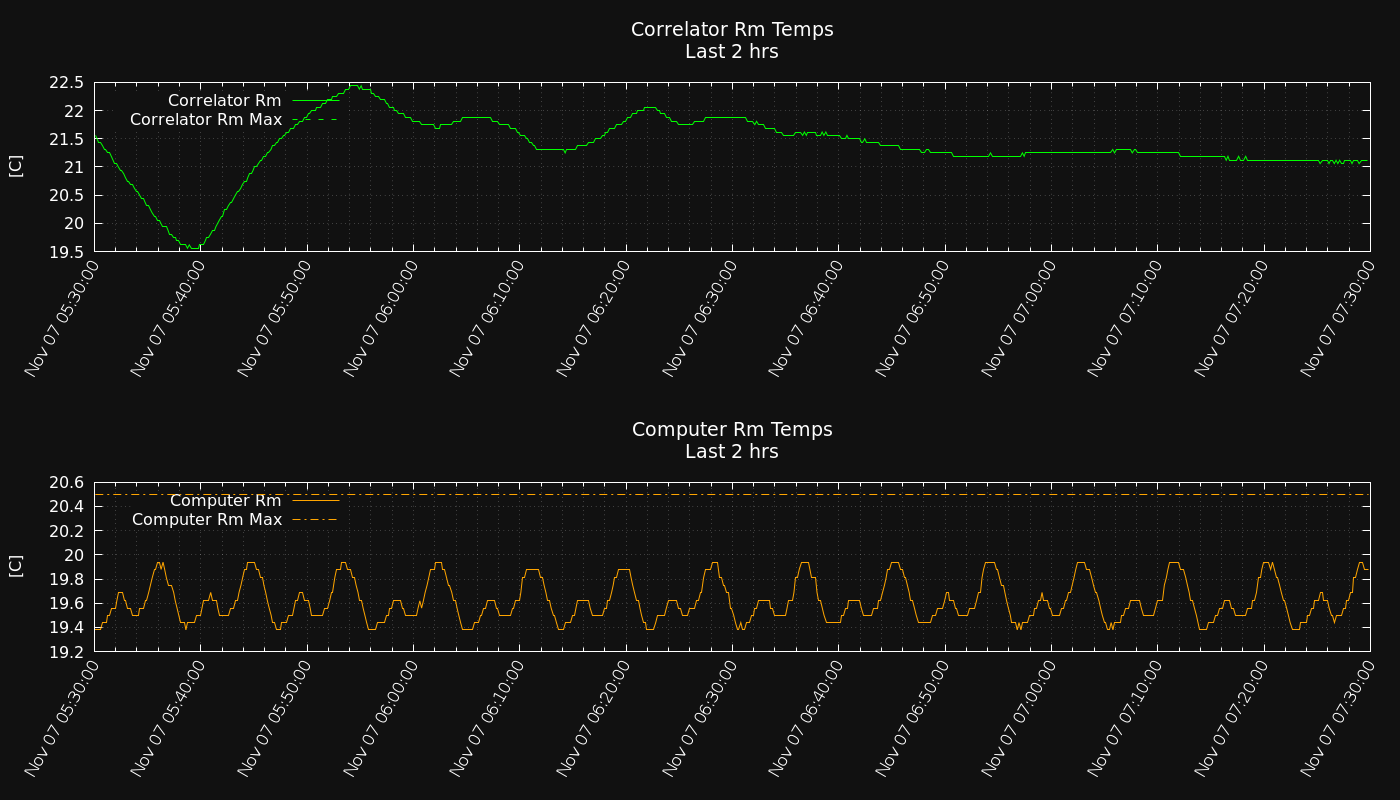 Correlator Rm Temps
Last 2 hrs
22.5
22
21.5
21
20.5
20
19.5
[C]
Correlator Rm
Correlator Rm Max
Nov 07 05:30:00
Nov 07 05:40:00
Nov 07 05:50:00
Nov 07 06:00:00
Nov 07 06:10:00
Nov 07 06:20:00
Nov 07 06:30:00
Nov 07 06:40:00
Nov 07 06:50:00
Nov 07 07:00:00
Nov 07 07:10:00
Nov 07 07:20:00
Nov 07 07:30:00
Computer Rm Temps
Last 2 hrs
20.6
20.4
20.2
20
19.8
19.6
19.4
19.2
[C]
Computer Rm
Computer Rm Max
Nov 07 05:30:00
Nov 07 05:40:00
Nov 07 05:50:00
Nov 07 06:00:00
Nov 07 06:10:00
Nov 07 06:20:00
Nov 07 06:30:00
Nov 07 06:40:00
Nov 07 06:50:00
Nov 07 07:00:00
Nov 07 07:10:00
Nov 07 07:20:00
Nov 07 07:30:00